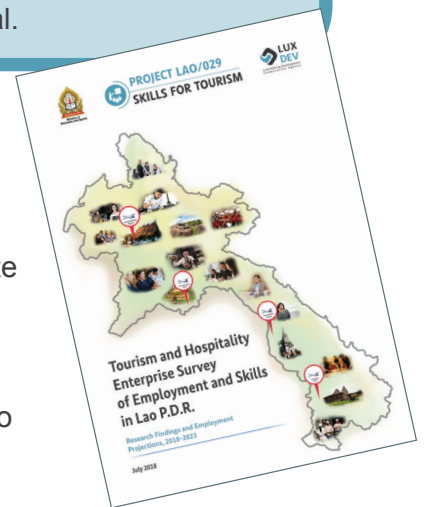 al.
PROJECT LAO/029
SKILLS FOR TOURISM
LUX
DEV
te
o
Tourism and Hospitality
Enterprise Survey
of Employment and Skills
in Lao P.D.R.
Research Findings and Employment
Projections, 2018-2023
July 2018